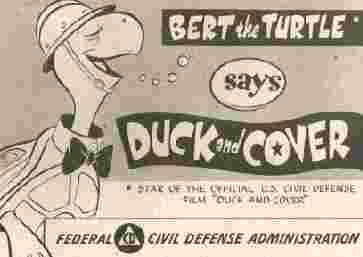 BERT the TURTLE
says
DUCK and COVER
* STAR OF THE OFFICIAL U.S. CIVIL DEFENSE
FILM "DUCK AND COVER"
FEDERAL CD CIVIL DEFENSE ADMINISTRATION